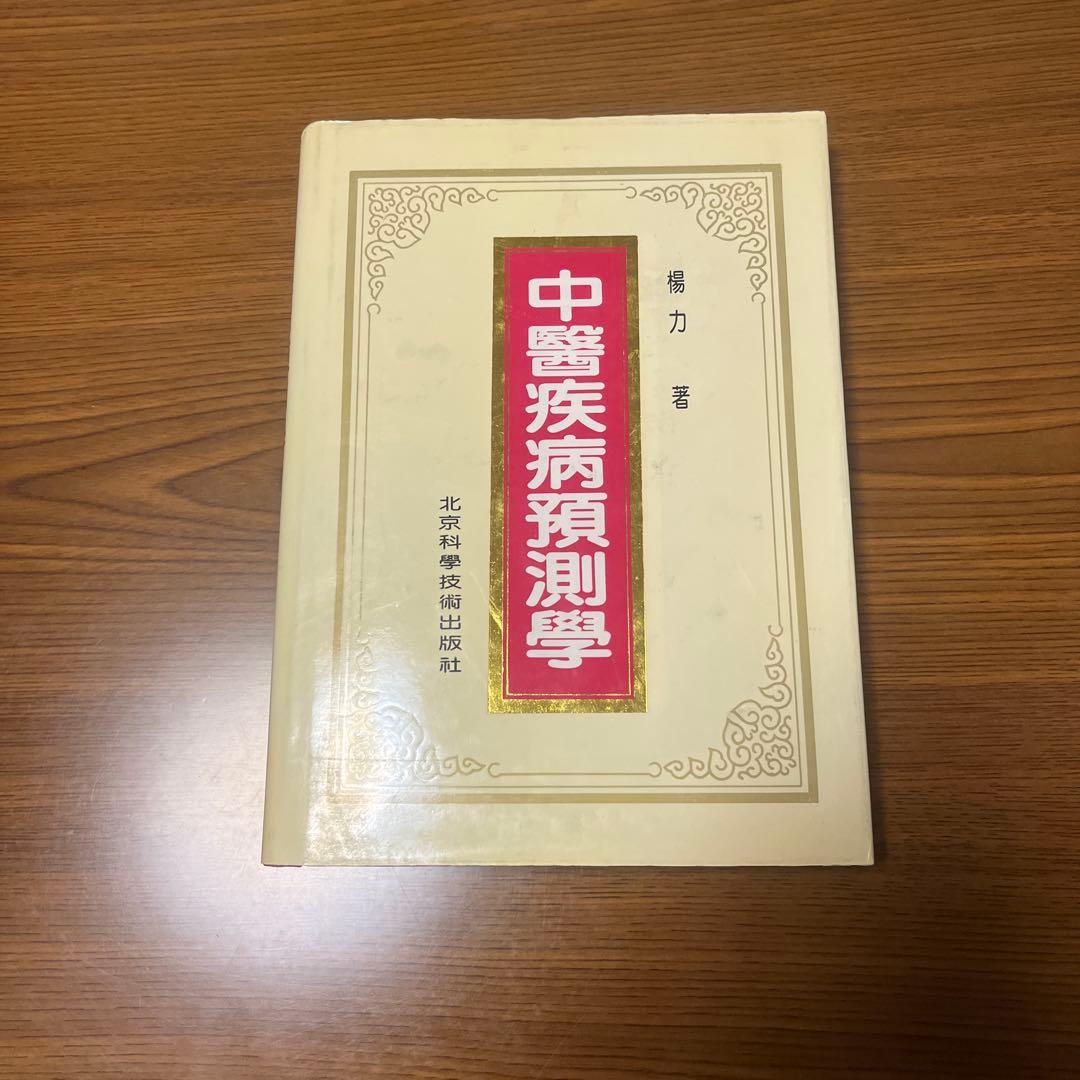 楊力 著
中醫疾病預測學
北京科學技術出版社